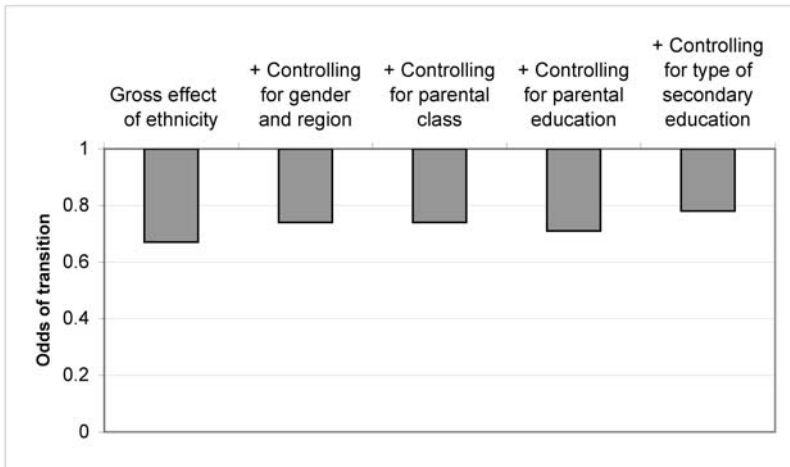 Gross effect
of ethnicity
+ Controlling
for gender
and region
+ Controlling
for parental
class
+ Controlling
for parental
education
+ Controlling
for type of
secondary
education
1
0.8
0.6
0.4
0.2
0
Odds of transition